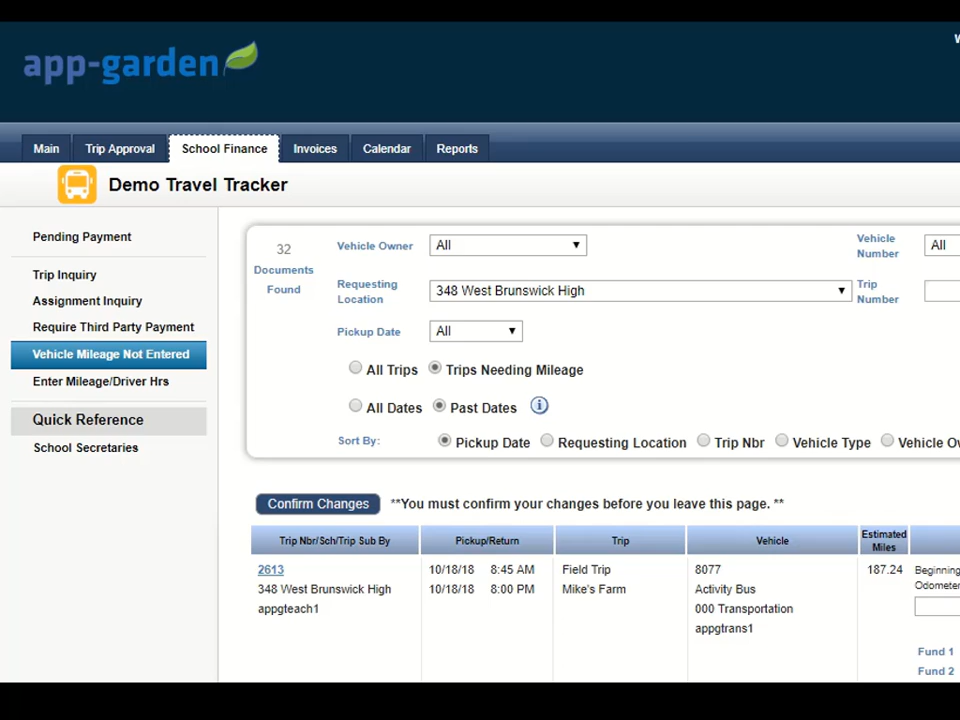 W
app-garden
Main Trip Approval School Finance Invoices Calendar Reports
Demo Travel Tracker
Pending Payment
Trip Inquiry
Assignment Inquiry
Require Third Party Payment
Vehicle Mileage Not Entered
Enter Mileage/Driver Hrs
Quick Reference
School Secretaries
32
Documents
Found
Vehicle Owner All
Vehicle
Number All
Requesting
Location 348 West Brunswick High
Trip
Number
Pickup Date All
All Trips Trips Needing Mileage
All Dates Past Dates i
Sort By: Pickup Date Requesting Location Trip Nbr Vehicle Type Vehicle Ow
Confirm Changes **You must confirm your changes before you leave this page. **
Trip Nbr/Sch/Trip Sub By Pickup/Return Trip Vehicle Estimated
Miles
2613 10/18/18 8:45 AM Field Trip 8077 187.24 Beginning
348 West Brunswick High 10/18/18 8:00 PM Mike's Farm Activity Bus Odometer
appgteach1 000 Transportation
appgtrans1
Fund 1
Fund 2